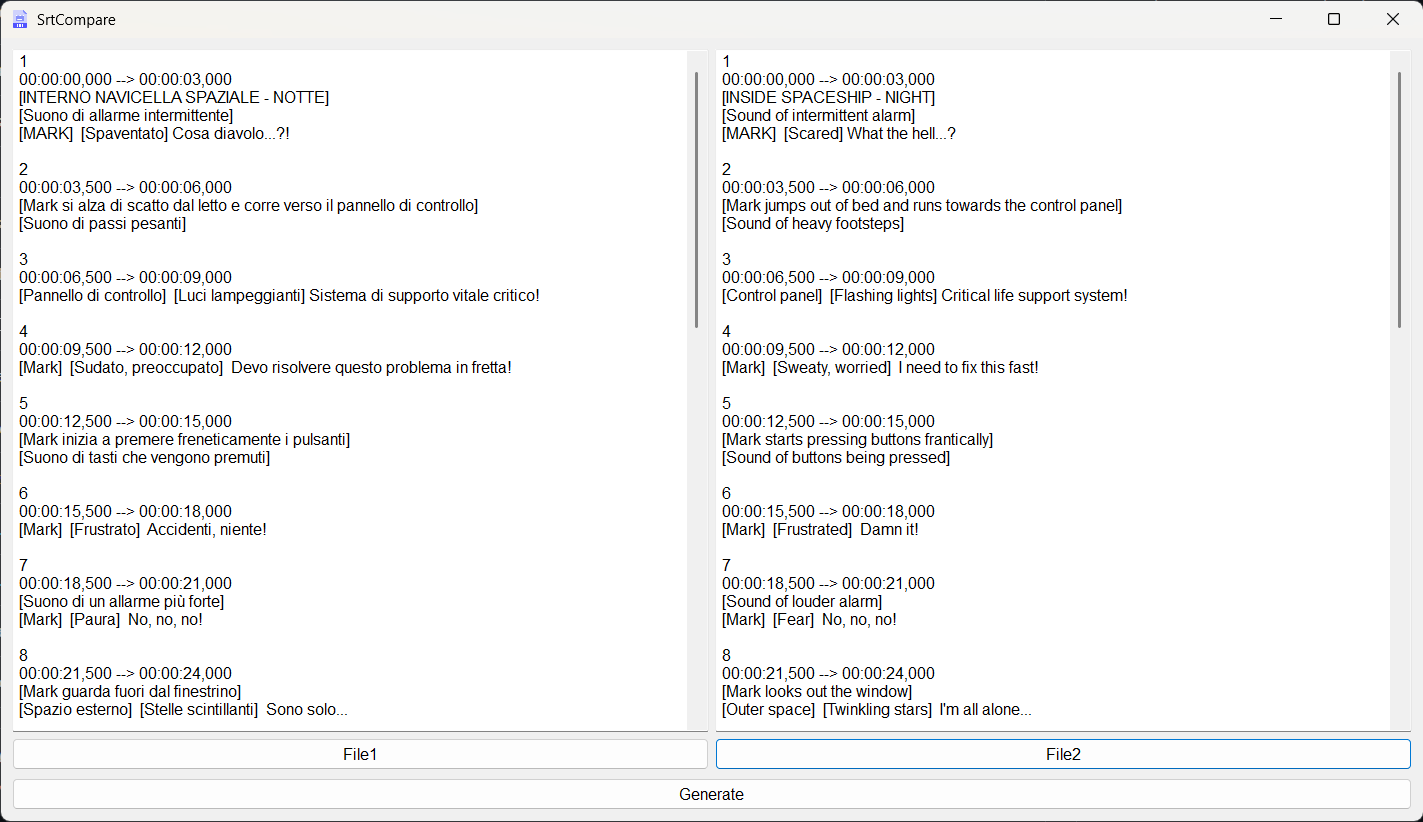 SrtCompare
1
00:00:00,000 --> 00:00:03,000
[INTERNO NAVICELLA SPAZIALE - NOTTE]
[Suono di allarme intermittente]
[MARK]  [Spaventato] Cosa diavolo...?!

2
00:00:03,500 --> 00:00:06,000
[Mark si alza di scatto dal letto e corre verso il pannello di controllo]
[Suono di passi pesanti]

3
00:00:06,500 --> 00:00:09,000
[Pannello di controllo]  [Luci lampeggianti] Sistema di supporto vitale critico!

4
00:00:09,500 --> 00:00:12,000
[Mark]  [Sudato, preoccupato]  Devo risolvere questo problema in fretta!

5
00:00:12,500 --> 00:00:15,000
[Mark inizia a premere freneticamente i pulsanti]
[Suono di tasti che vengono premuti]

6
00:00:15,500 --> 00:00:18,000
[Mark]  [Frustrato]  Accidenti, niente!

7
00:00:18,500 --> 00:00:21,000
[Suono di un allarme più forte]
[Mark]  [Paura]  No, no, no!

8
00:00:21,500 --> 00:00:24,000
[Mark guarda fuori dal finestrino]
[Spazio esterno]  [Stelle scintillanti]  Sono solo...
File1
1
00:00:00,000 --> 00:00:03,000
[INSIDE SPACESHIP - NIGHT]
[Sound of intermittent alarm]
[MARK]  [Scared] What the hell...?

2
00:00:03,500 --> 00:00:06,000
[Mark jumps out of bed and runs towards the control panel]
[Sound of heavy footsteps]

3
00:00:06,500 --> 00:00:09,000
[Control panel]  [Flashing lights] Critical life support system!

4
00:00:09,500 --> 00:00:12,000
[Mark]  [Sweaty, worried]  I need to fix this fast!

5
00:00:12,500 --> 00:00:15,000
[Mark starts pressing buttons frantically]
[Sound of buttons being pressed]

6
00:00:15,500 --> 00:00:18,000
[Mark]  [Frustrated]  Damn it!

7
00:00:18,500 --> 00:00:21,000
[Sound of louder alarm]
[Mark]  [Fear]  No, no, no!

8
00:00:21,500 --> 00:00:24,000
[Mark looks out the window]
[Outer space]  [Twinkling stars]  I'm all alone...
File2
Generate